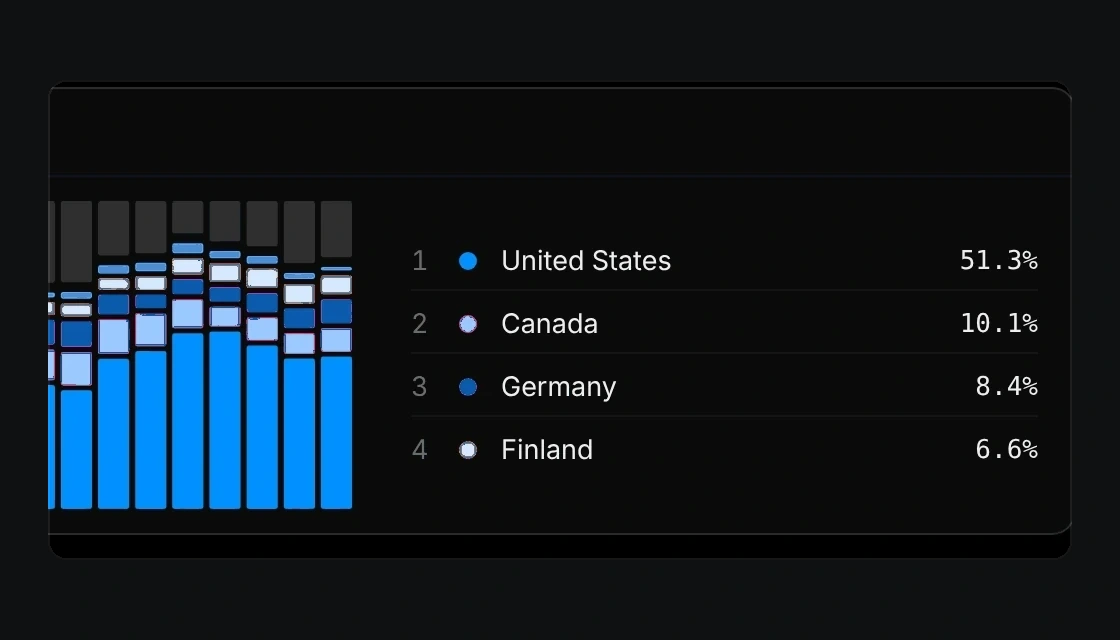 1 United States 51.3%
2 Canada 10.1%
3 Germany 8.4%
4 Finland 6.6%